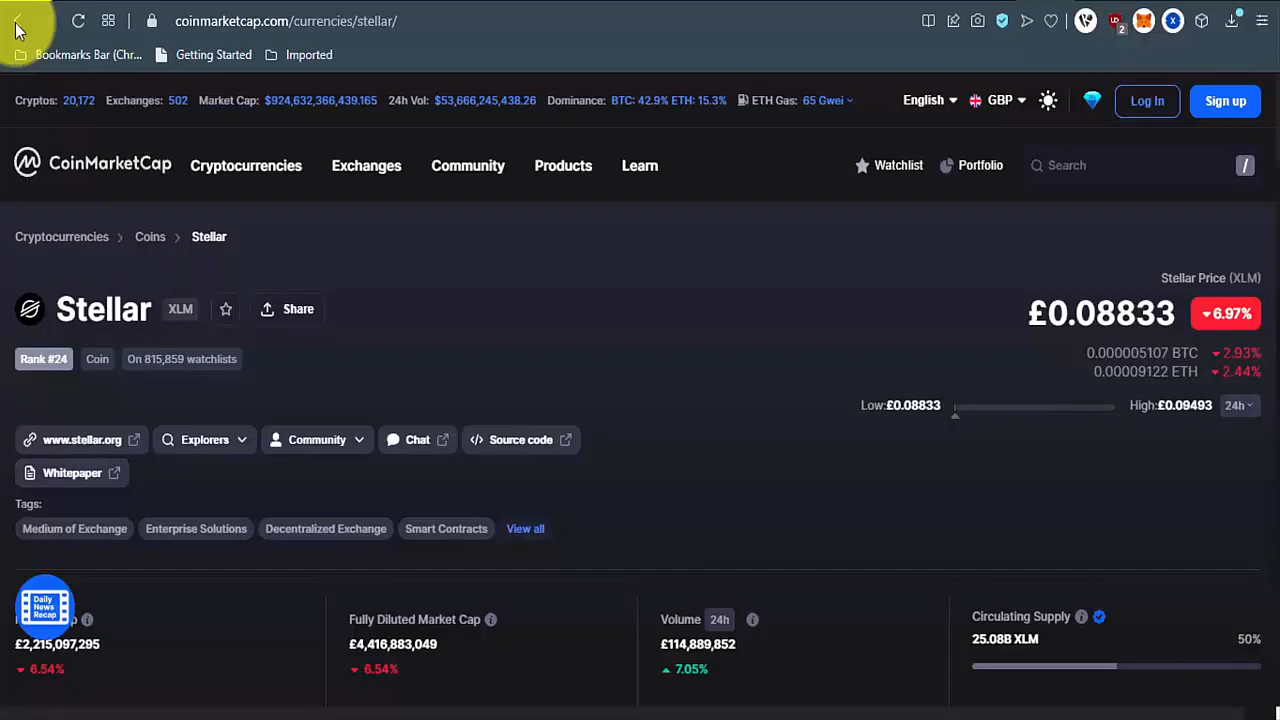 coinmarketcap.com/currencies/stellar/
2
Bookmarks Bar (Chr... Getting Started Imported
Cryptos: 20,172 Exchanges: 502 Market Cap: $924,632,366,439.165 24h Vol: $53,666,245,438.26 Dominance: BTC: 42.9% ETH: 15.3% ETH Gas: 65 Gwei English GBP Log In Sign up
CoinMarketCap Cryptocurrencies Exchanges Community Products Learn Watchlist Portfolio Search /
Cryptocurrencies > Coins > Stellar
Stellar Price (XLM)
Stellar XLM Share £0.08833 6.97%
Rank #24 Coin On 815,859 watchlists 0.000005107 BTC 2.93%
0.00009122 ETH 2.44%
Low:£0.08833 High:£0.09493 24h
www.stellar.org Explorers Community Chat Source code
Whitepaper
Tags:
Medium of Exchange Enterprise Solutions Decentralized Exchange Smart Contracts View all
Daily
News
Recap
Fully Diluted Market Cap Volume 24h Circulating Supply
£2,215,097,295 £4,416,883,049 £114,889,852 25.08B XLM 50%
6.54% 6.54% 7.05%